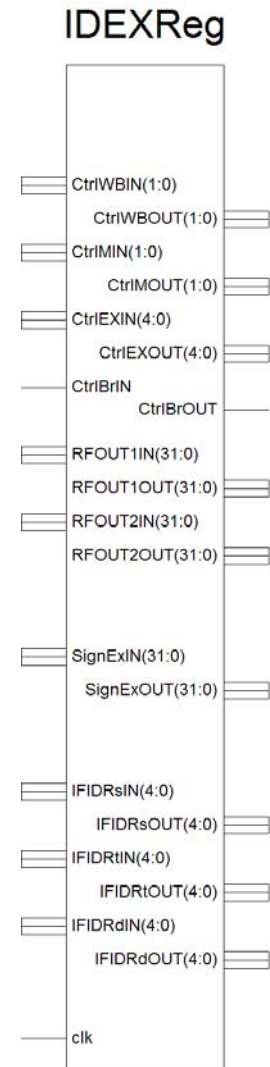 IDEXReg
CtrlWBIN(1:0)
CtrlWBOUT(1:0)
CtrlMIN(1:0)
CtrlMOUT(1:0)
CtrlEXIN(4:0)
CtrlEXOUT(4:0)
CtrlBrIN
CtrlBrOUT
RFOUT1IN(31:0)
RFOUT1OUT(31:0)
RFOUT2IN(31:0)
RFOUT2OUT(31:0)
SignExIN(31:0)
SignExOUT(31:0)
IFIDRsIN(4:0)
IFIDRsOUT(4:0)
IFIDRtIN(4:0)
IFIDRtOUT(4:0)
IFIDRdIN(4:0)
IFIDRdOUT(4:0)
clk